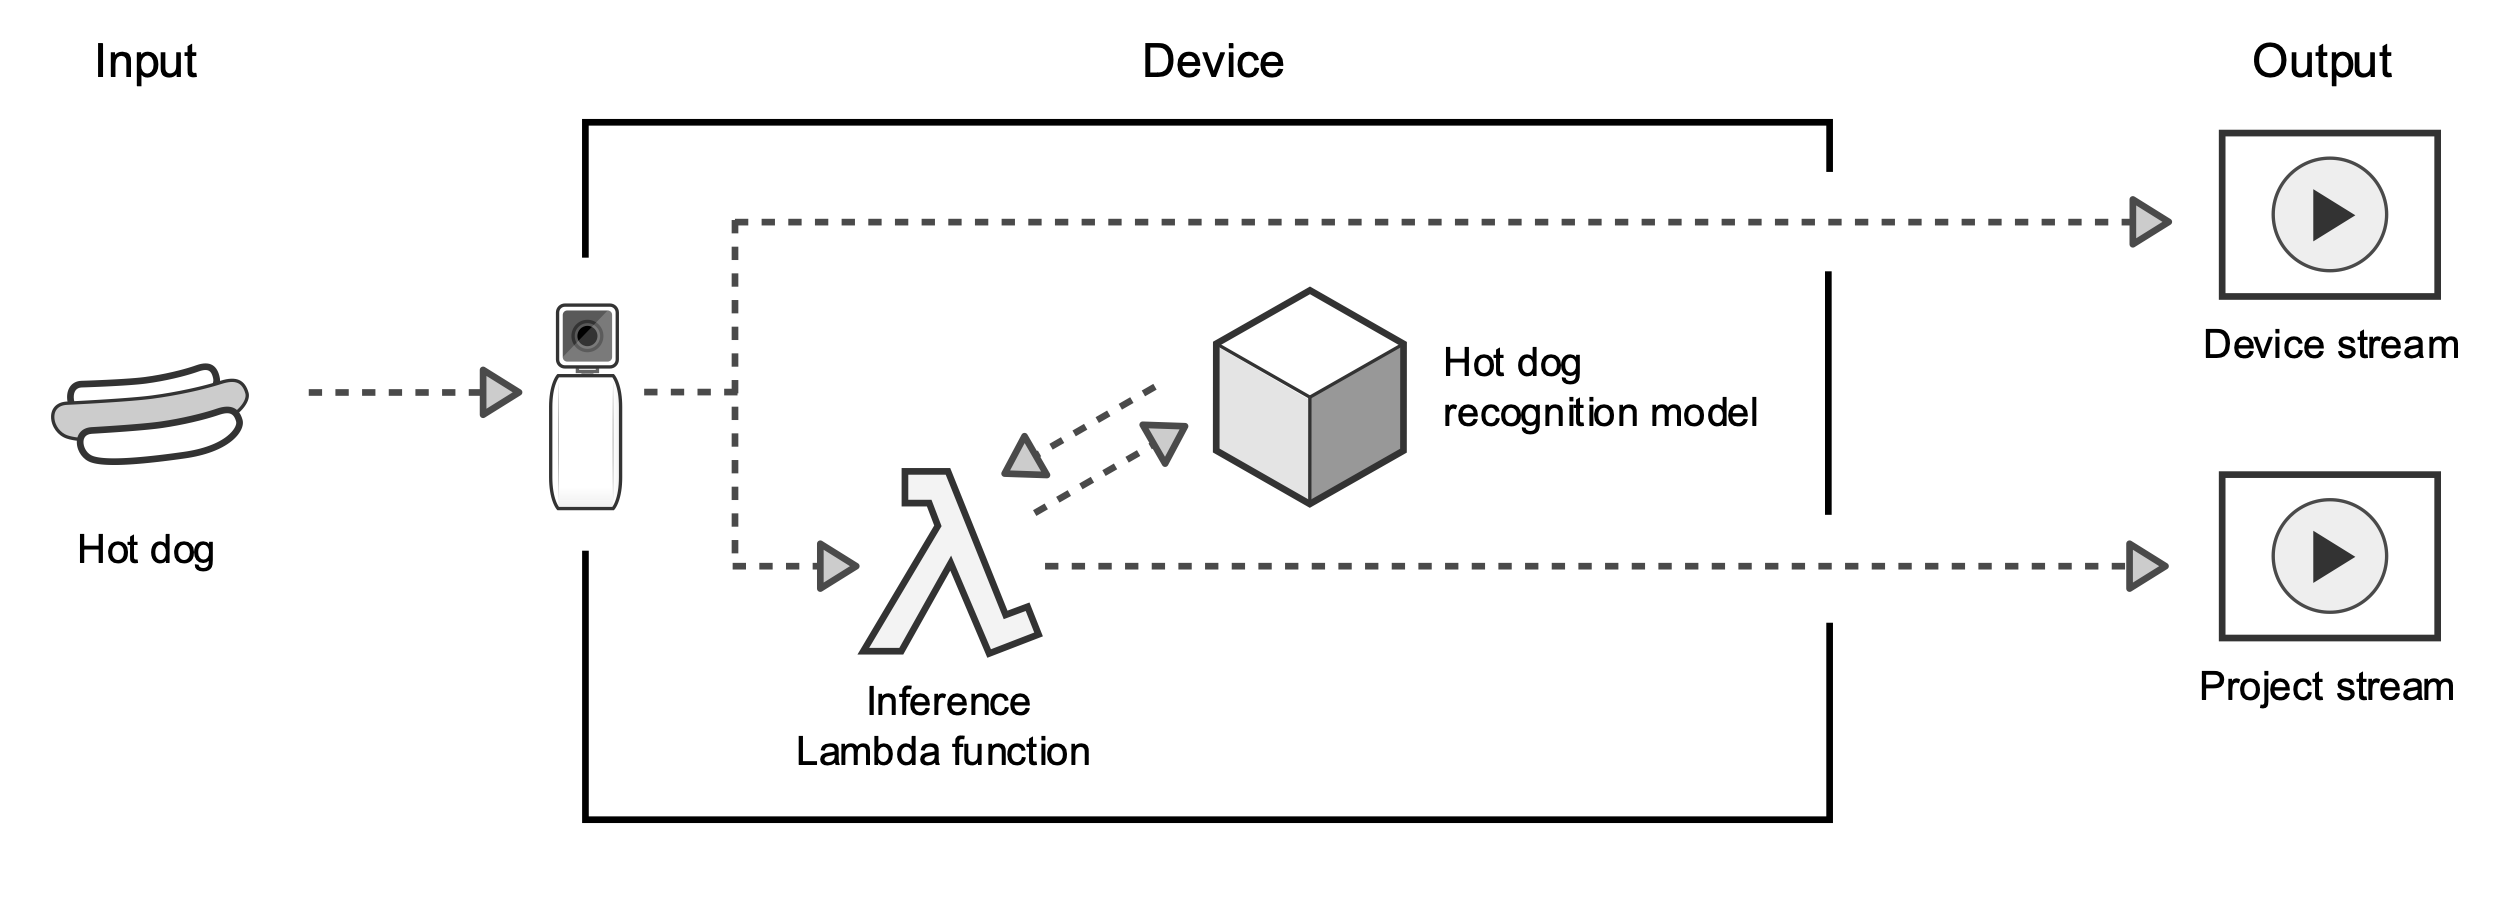 Input
Device
Output
Hot dog
Hot dog
recognition model
Inference
Lambda function
Device stream
Project stream